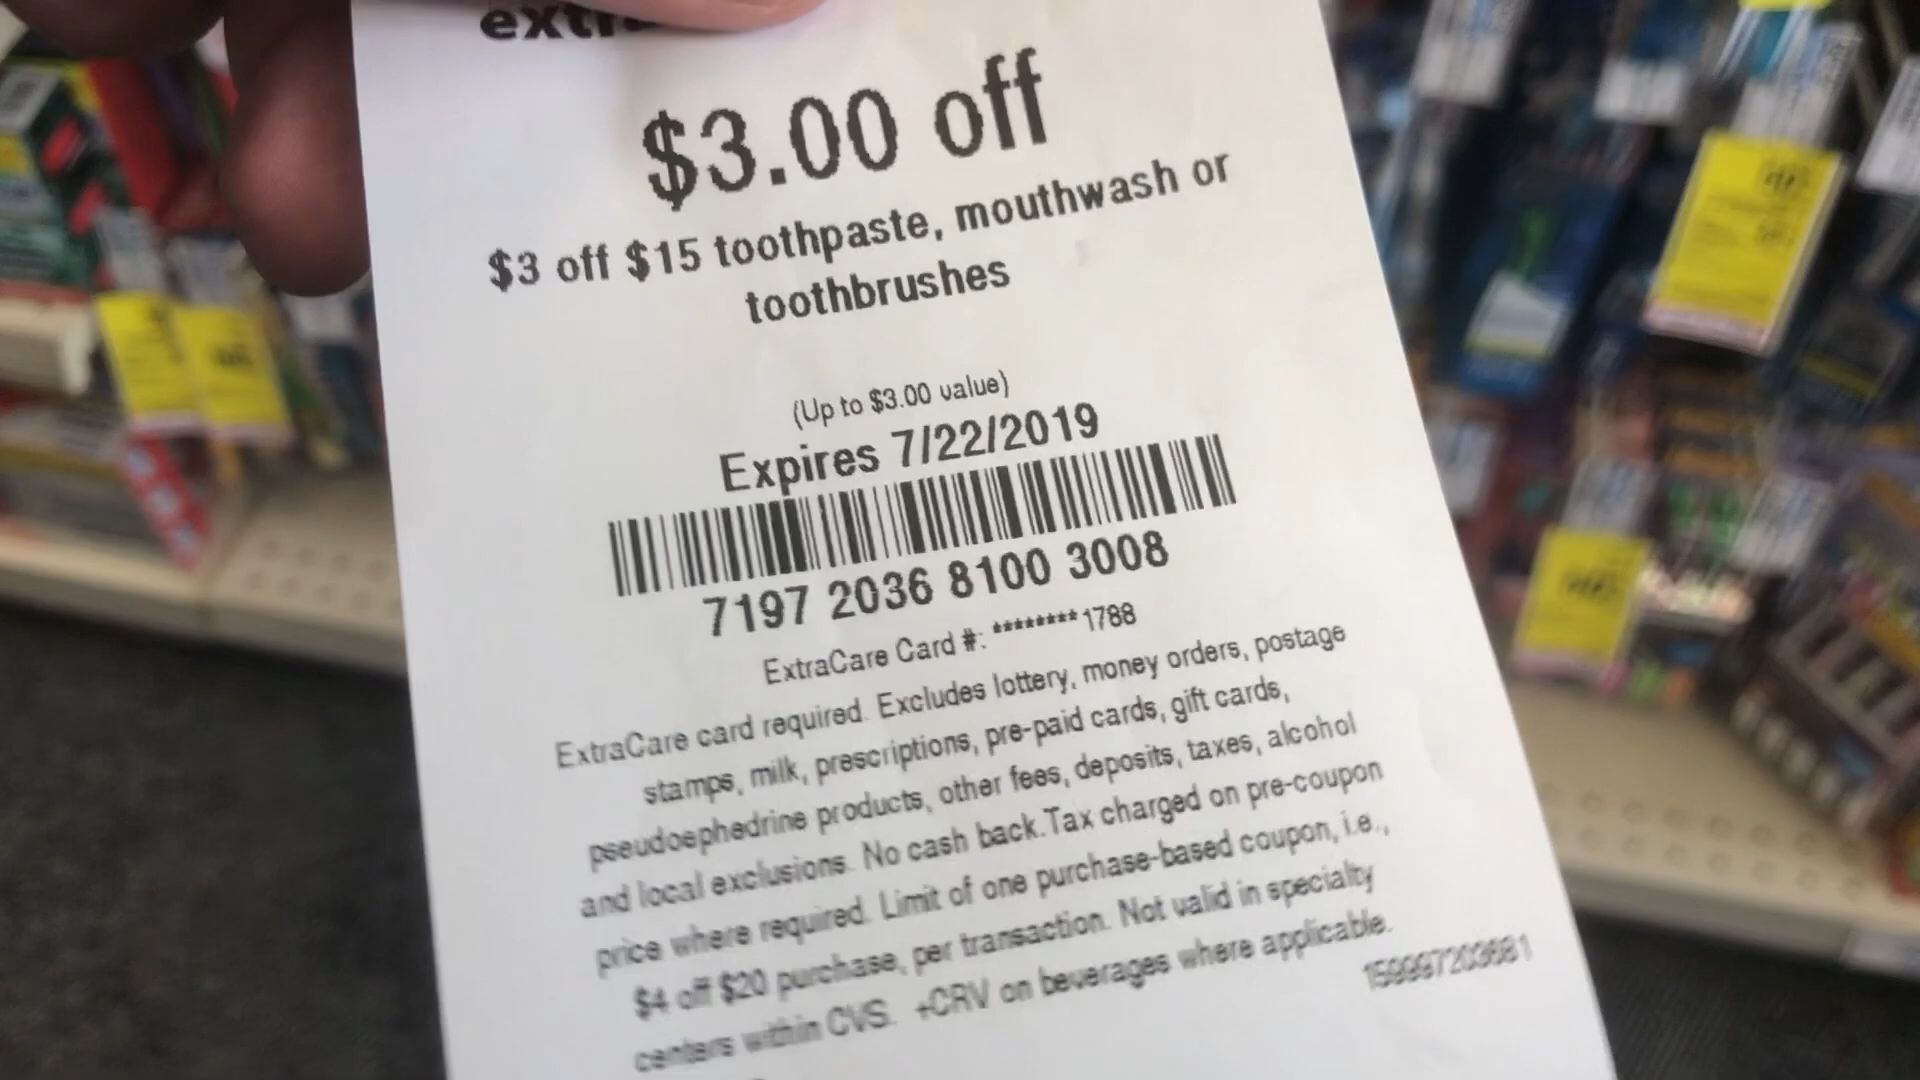 $3.00 off
$3 off $15 toothpaste, mouthwash or
toothbrushes
(Up to $3.00 value)
Expires 7/22/2019
7197 2036 8100 3008
ExtraCare Card #: ********1788
ExtraCare card required. Excludes lottery, money orders, postage
stamps, milk, prescriptions, pre-paid cards, gift cards,
pseudoephedrine products, other fees, deposits, taxes, alcohol
and local exclusions. No cash back.Tax charged on pre-coupon
price where required. Limit of one purchase-based coupon, i.e.,
$4 off $20 purchase, per transaction. Not valid in specialty
centers within CVS. +CRV on beverages where applicable.
159997203681